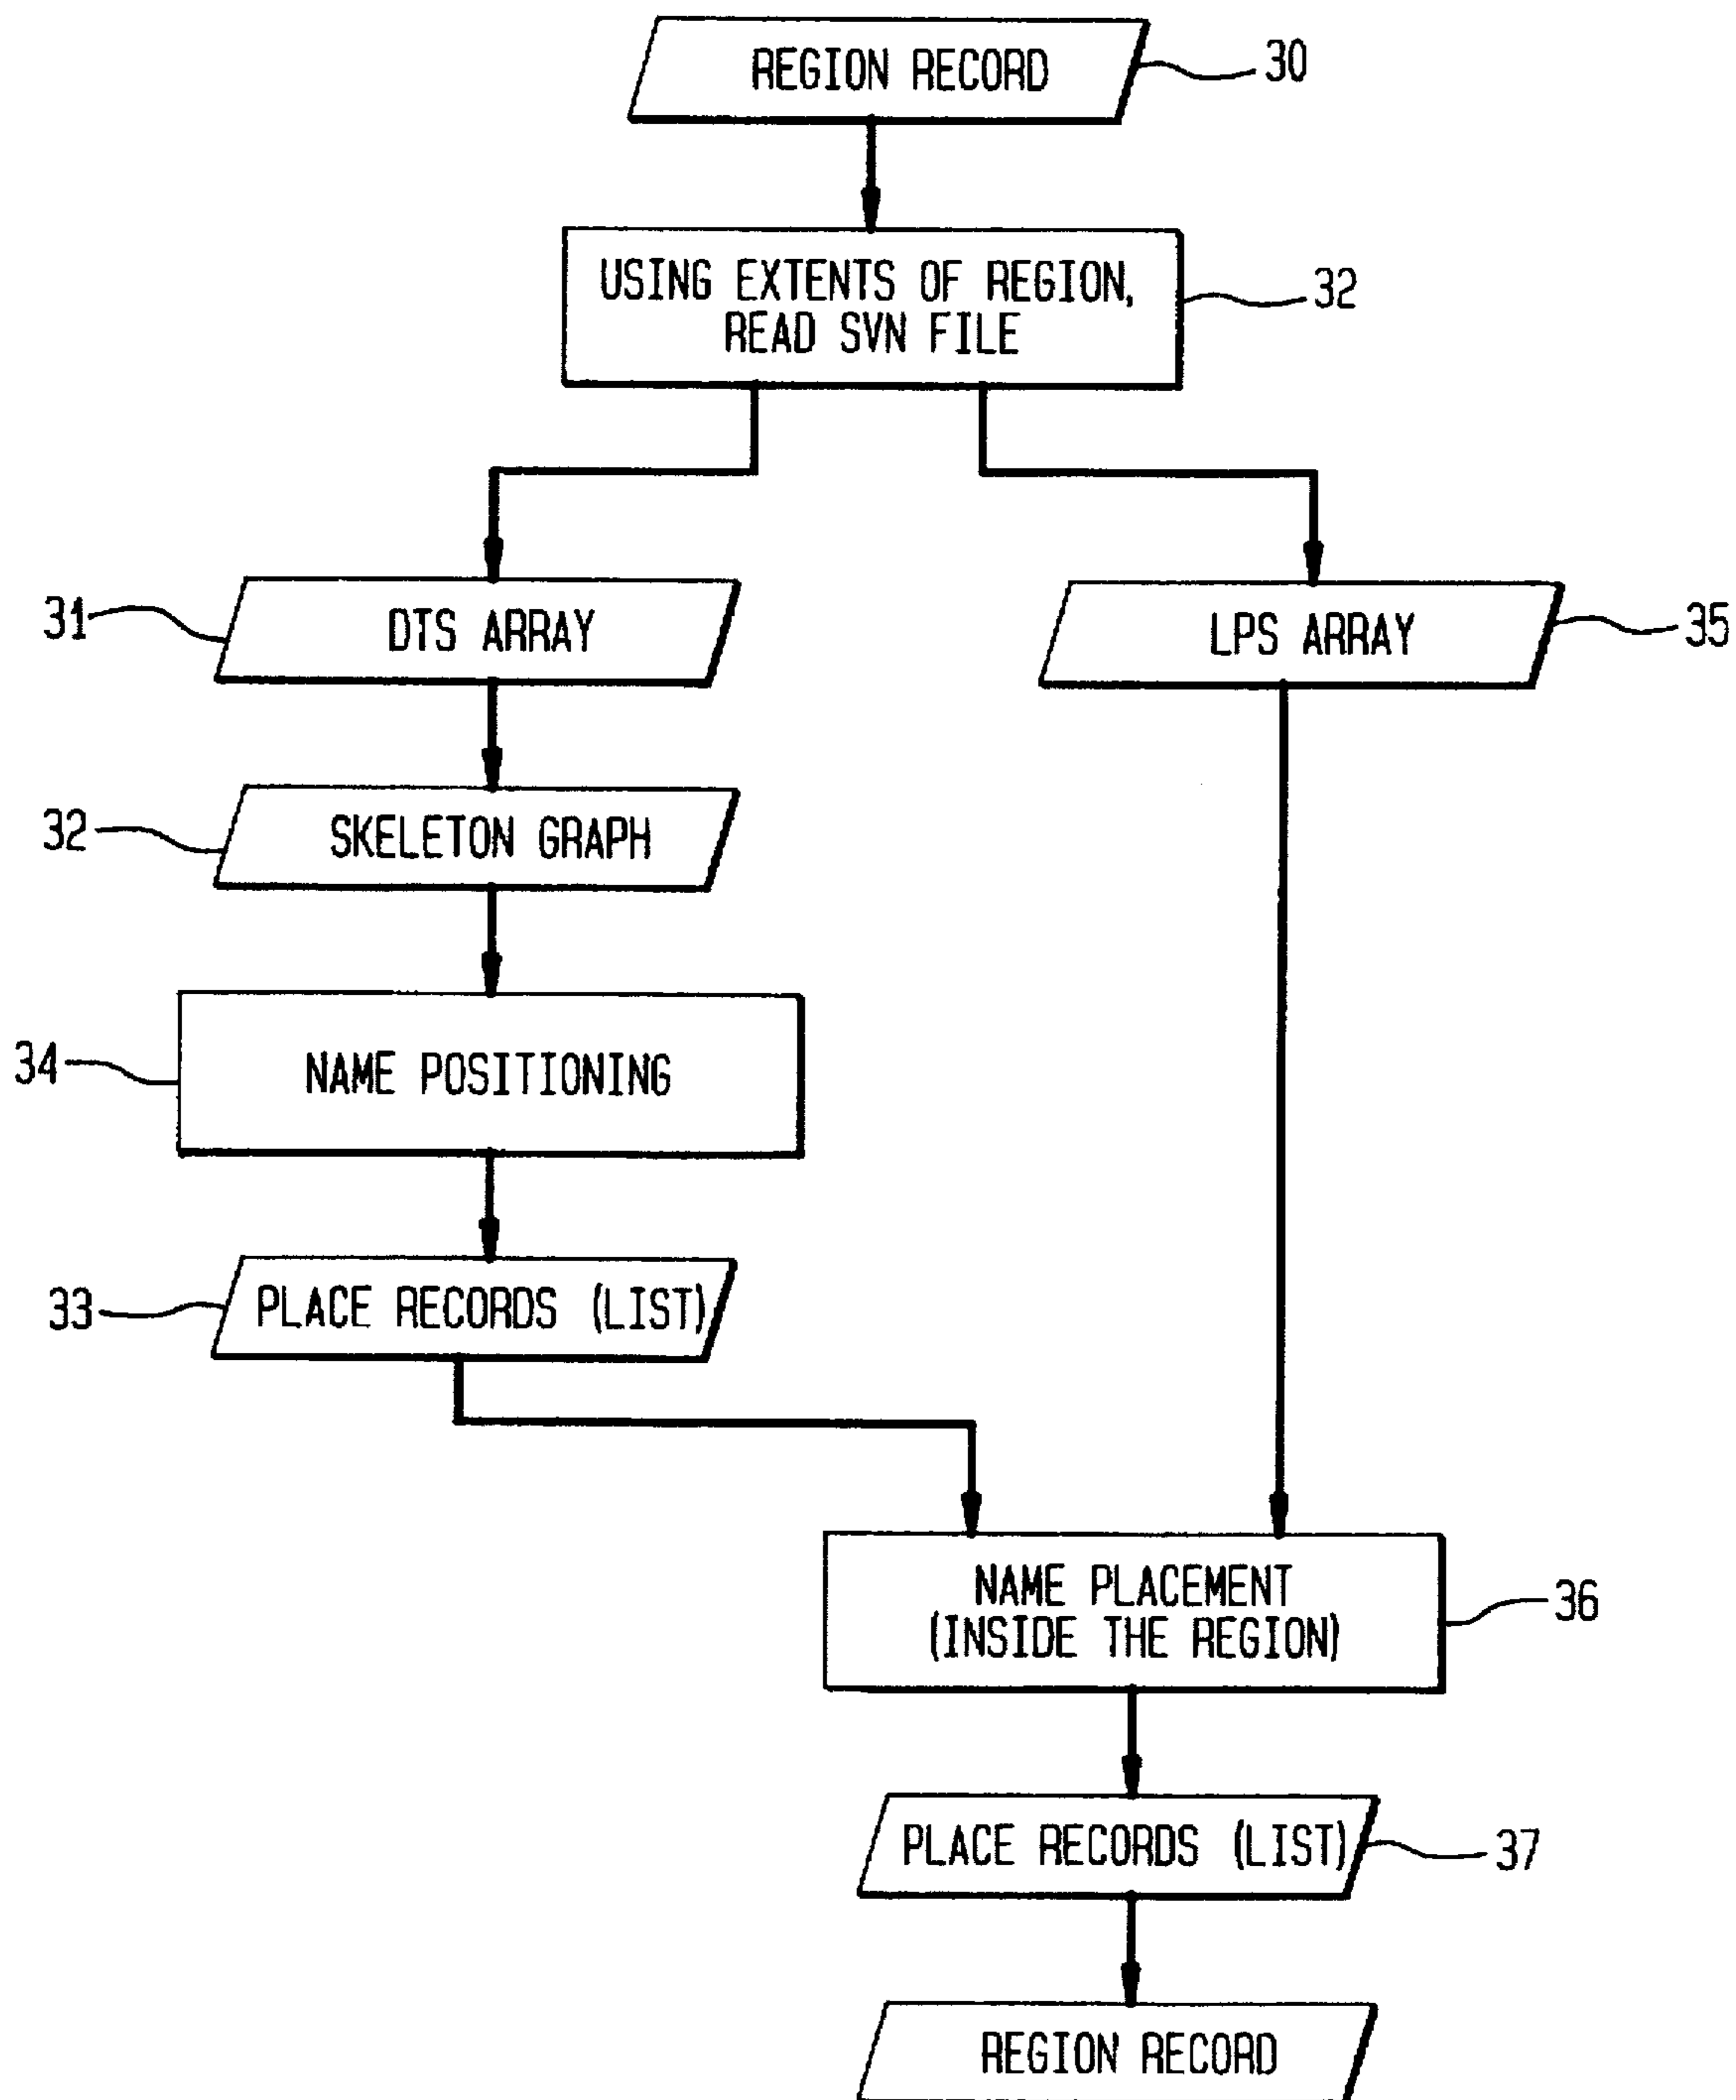 REGION RECORD
30
USING EXTENTS OF REGION,
READ SVN FILE
32
31
DTS ARRAY
LPS ARRAY
35
32
SKELETON GRAPH
34
NAME POSITIONING
33
PLACE RECORDS (LIST)
NAME PLACEMENT
(INSIDE THE REGION)
36
PLACE RECORDS (LIST)
37
REGION RECORD